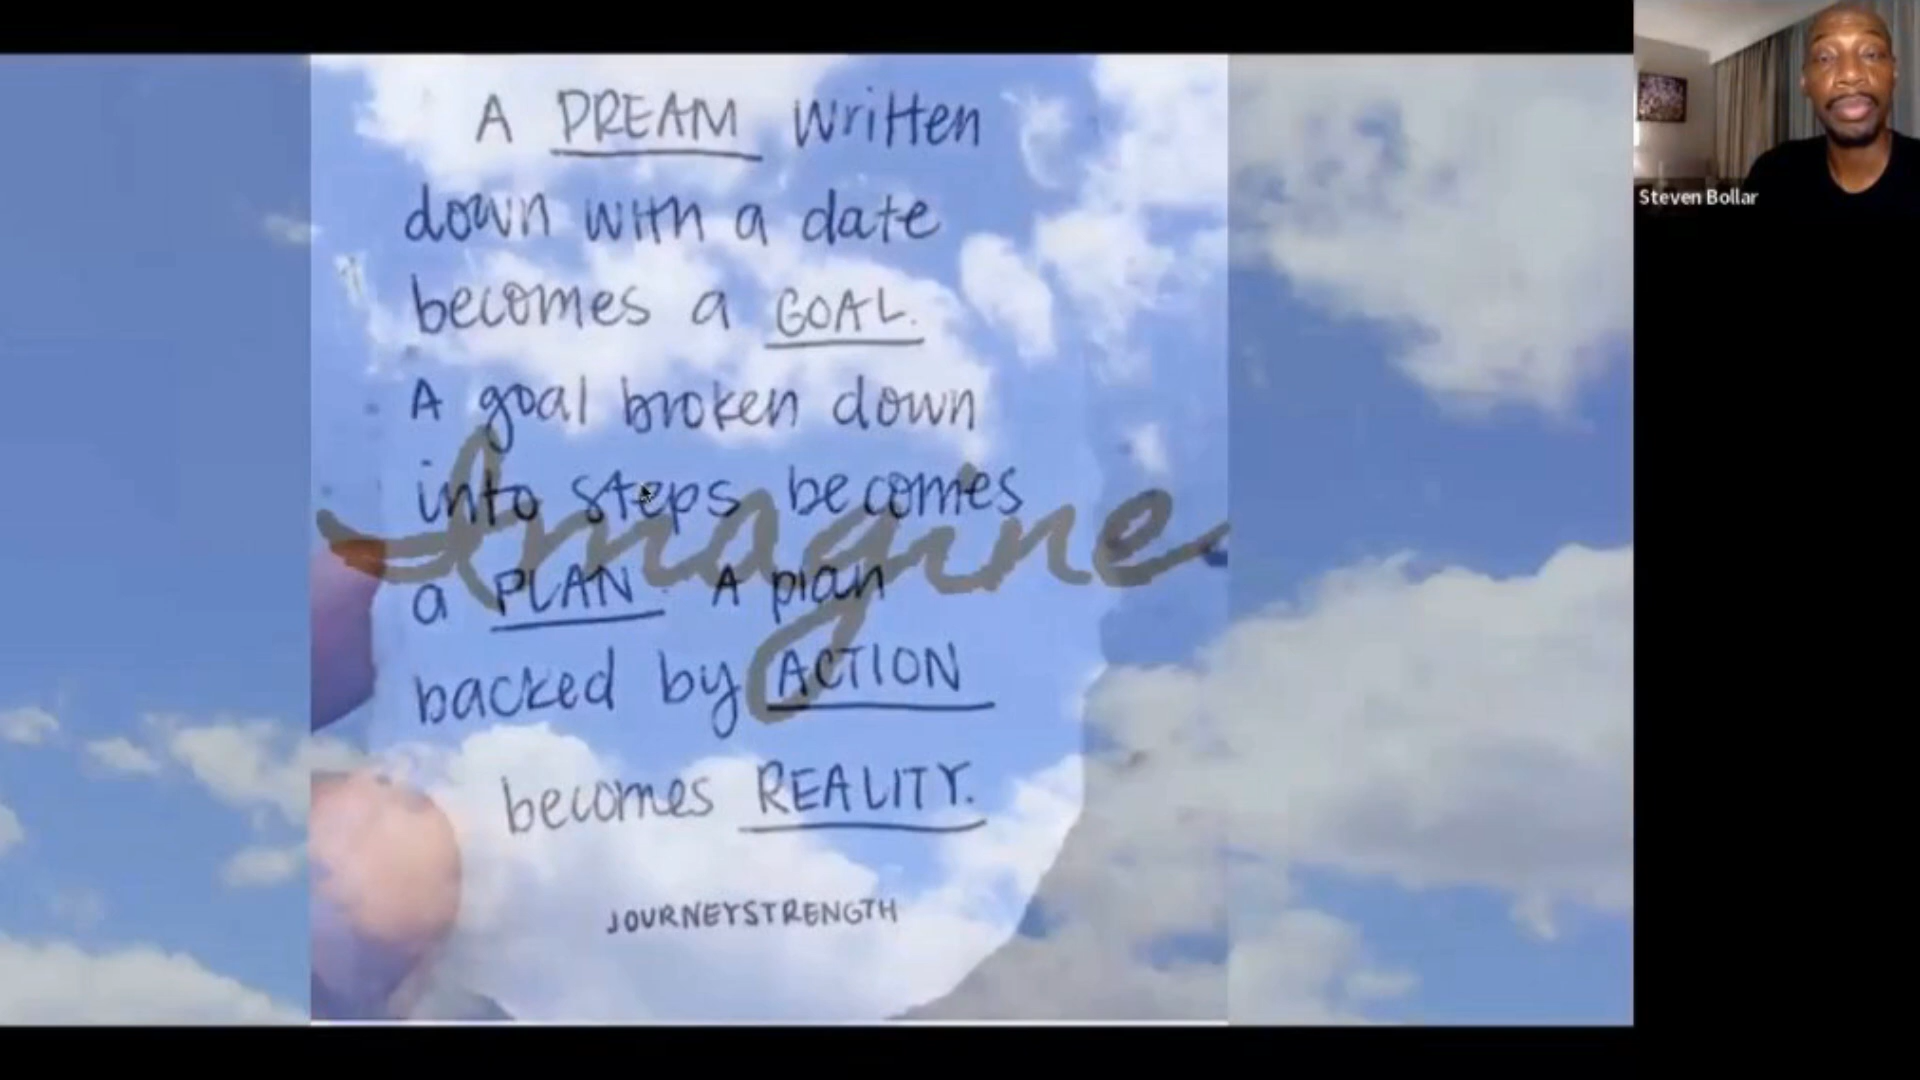 A DREAM written
down with a date
becomes a GOAL.
A goal broken down
into steps becomes
Imagine
a PLAN. A plan
backed by ACTION
becomes REALITY.
JOURNEYSTRENGTH
Steven Bollar